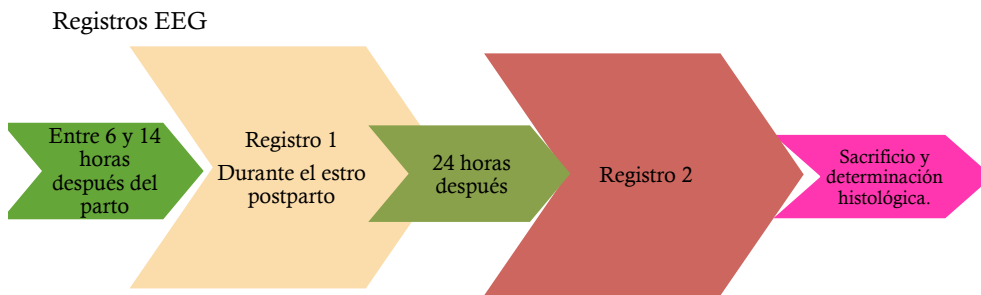 Registros EEG
Entre 6 y 14
horas
después del
parto
Registro 1
Durante el estro
postparto
24 horas
después
Registro 2
Sacrificio y
determinación
histológica.